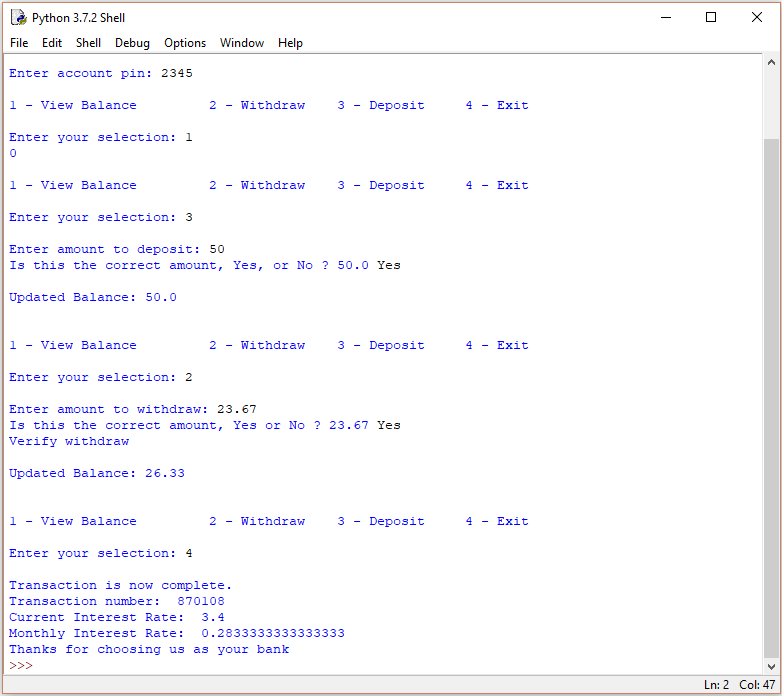 Python 3.7.2 Shell
File Edit Shell Debug Options Window Help
Enter account pin: 2345
1 - View Balance 2 - Withdraw 3 - Deposit 4 - Exit
Enter your selection: 1
0
1 - View Balance 2 - Withdraw 3 - Deposit 4 - Exit
Enter your selection: 3
Enter amount to deposit: 50
Is this the correct amount, Yes, or No ? 50.0 Yes
Updated Balance: 50.0
1 - View Balance 2 - Withdraw 3 - Deposit 4 - Exit
Enter your selection: 2
Enter amount to withdraw: 23.67
Is this the correct amount, Yes or No ? 23.67 Yes
Verify withdraw
Updated Balance: 26.33
1 - View Balance 2 - Withdraw 3 - Deposit 4 - Exit
Enter your selection: 4
Transaction is now complete.
Transaction number:  870108
Current Interest Rate:  3.4
Monthly Interest Rate:  0.2833333333333333
Thanks for choosing us as your bank
>>>
Ln: 2 Col: 47